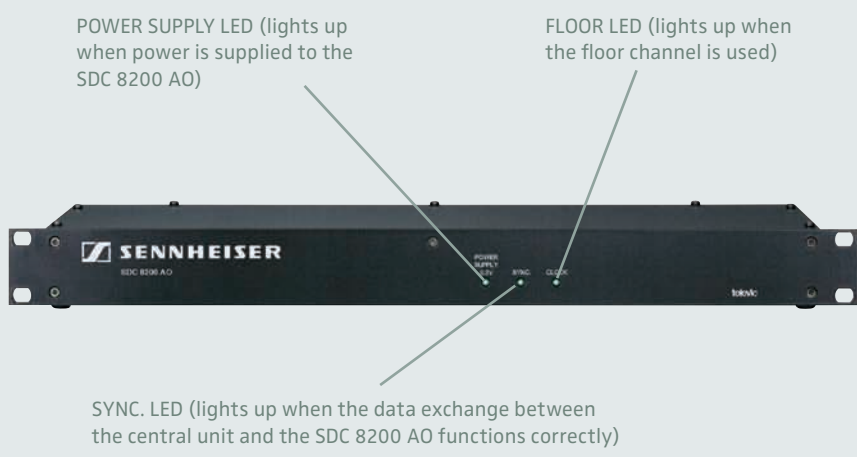 POWER SUPPLY LED (lights up
when power is supplied to the
SDC 8200 AO)
FLOOR LED (lights up when
the floor channel is used)
SENNHEISER
SDC 8200 AO
POWER
SUPPLY
SYNC.
CLOCK
televic
SYNC. LED (lights up when the data exchange between
the central unit and the SDC 8200 AO functions correctly)